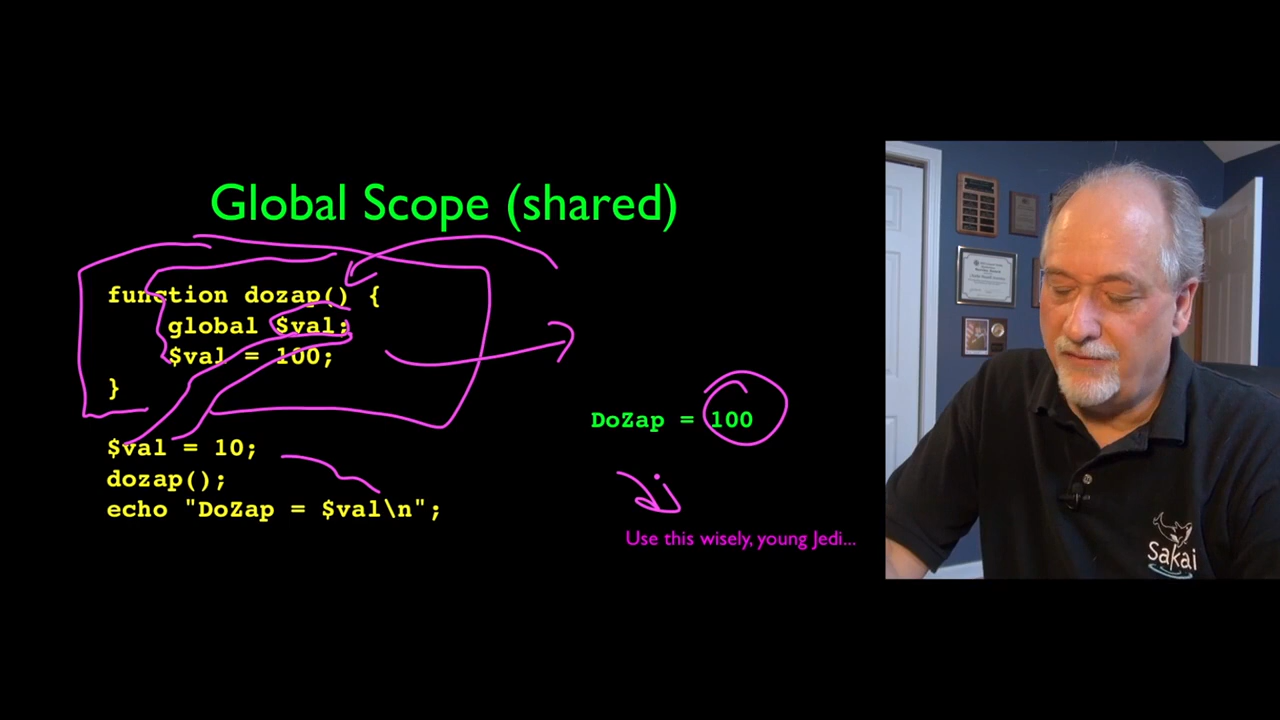 Global Scope (shared)
function dozap() {
global $val;
$val = 100;
}
$val = 10;
dozap();
echo "DoZap = $val\n";
DoZap = 100
Use this wisely, young Jedi...
Sakai